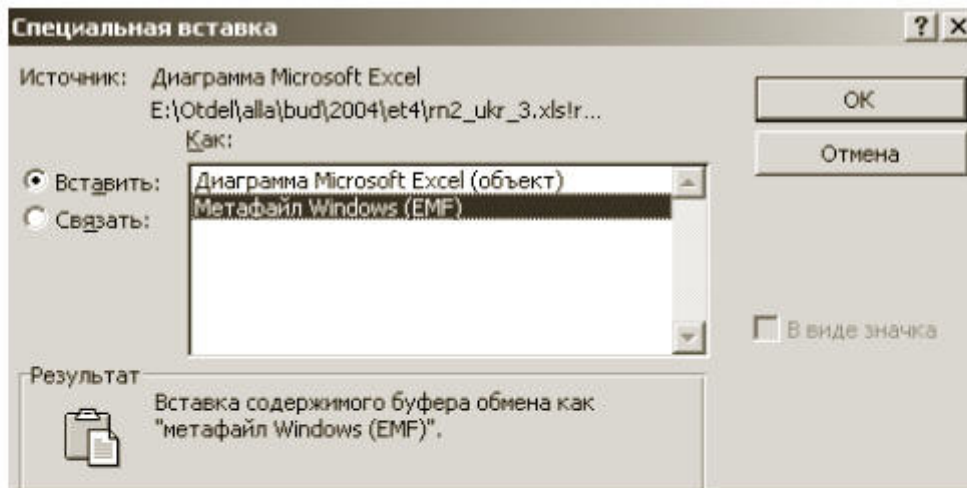 Специальная вставка
Источник: Диаграмма Microsoft Excel
E:\Otdel\alla\bud\2004\et4\rn2_ukr_3.xls!r...
ОК
Как:
Отмена
Вставить:
Диаграмма Microsoft Excel (объект)
Связать:
Метафайл Windows (EMF)
В виде значка
Результат
Вставка содержимого буфера обмена как
"метафайл Windows (EMF)".